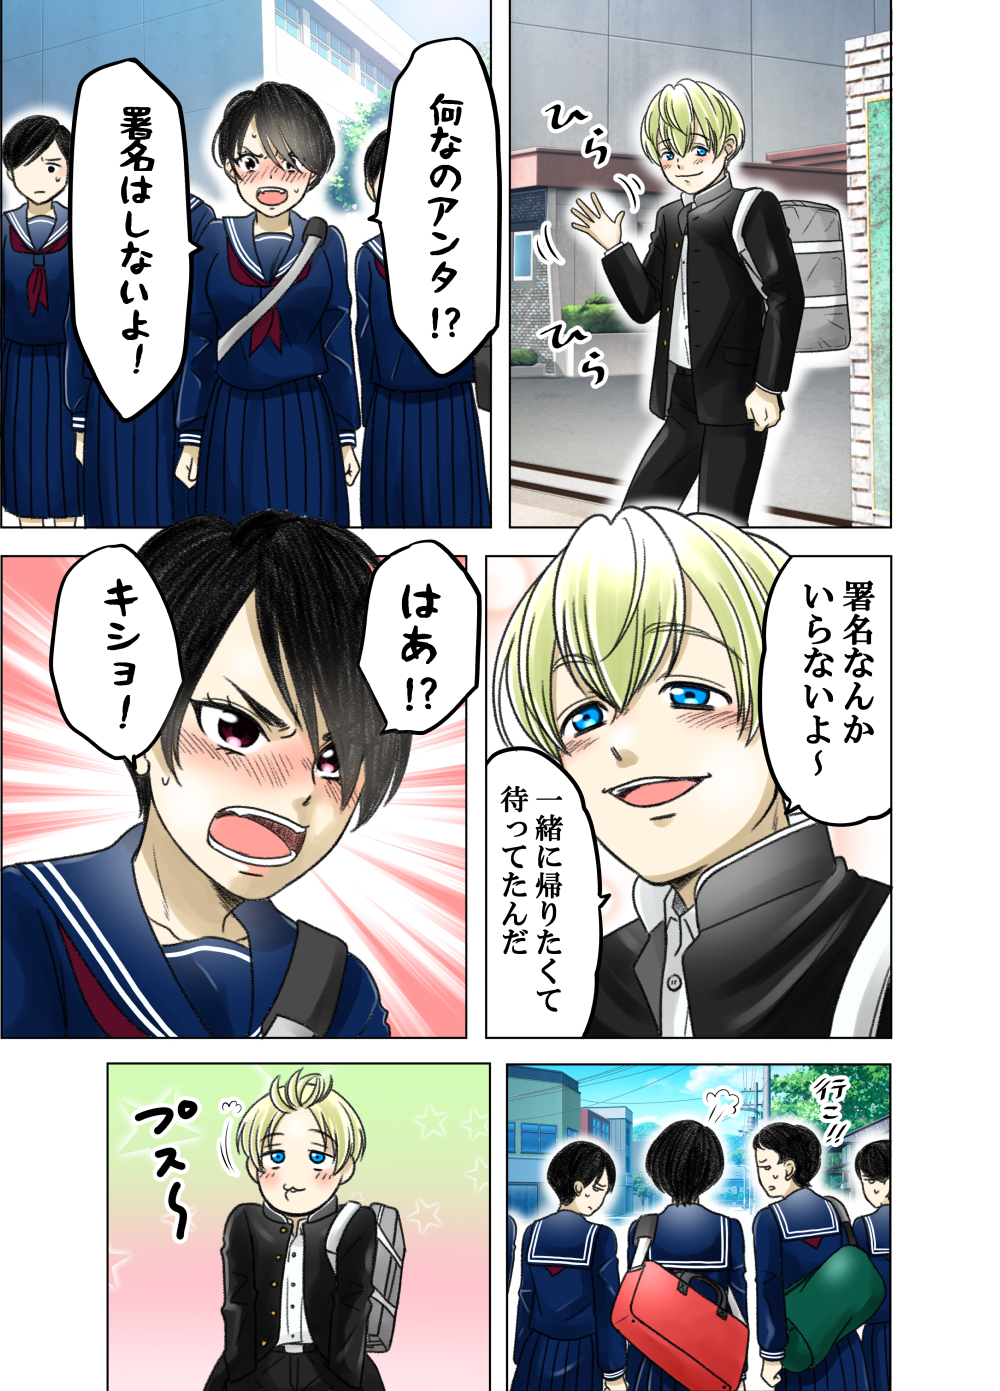 ひら
ひら
何なのアンタ!?
署名はしないよ！
署名なんか
いらないよ～
一緒に帰りたくて
待ってたんだ
はあ!?
キショ！
行こ!!
プス～